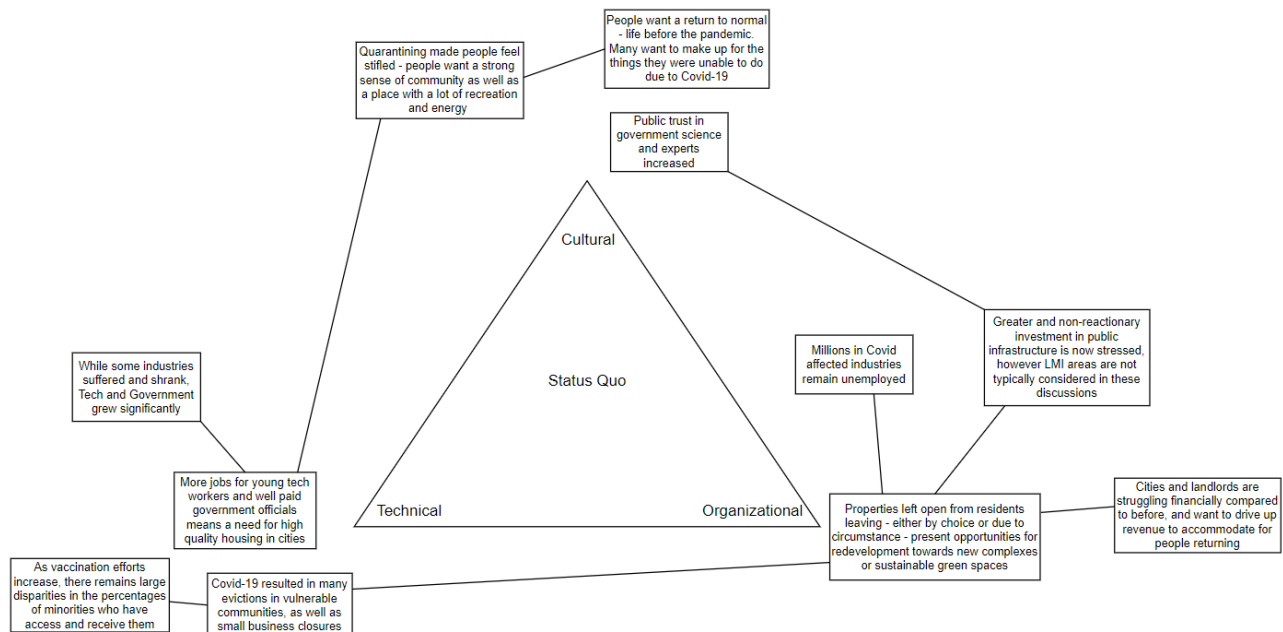 People want a return to normal
- life before the pandemic.
Many want to make up for the
things they were unable to do
due to Covid-19
Quarantining made people feel
stifled - people want a strong
sense of community as well as
a place with a lot of recreation
and energy
Public trust in
government science
and experts
increased
Cultural
Status Quo
Technical
Organizational
While some industries
suffered and shrank,
Tech and Government
grew significantly
Millions in Covid
affected industries
remain unemployed
Greater and non-reactionary
investment in public
infrastructure is now stressed,
however LMI areas are not
typically considered in these
discussions
More jobs for young tech
workers and well paid
government officials
means a need for high
quality housing in cities
Properties left open from residents
leaving - either by choice or due to
circumstance - present opportunities for
redevelopment towards new complexes
or sustainable green spaces
Cities and landlords are
struggling financially compared
to before, and want to drive up
revenue to accommodate for
people returning
As vaccination efforts
increase, there remains large
disparities in the percentages
of minorities who have
access and receive them
Covid-19 resulted in many
evictions in vulnerable
communities, as well as
small business closures